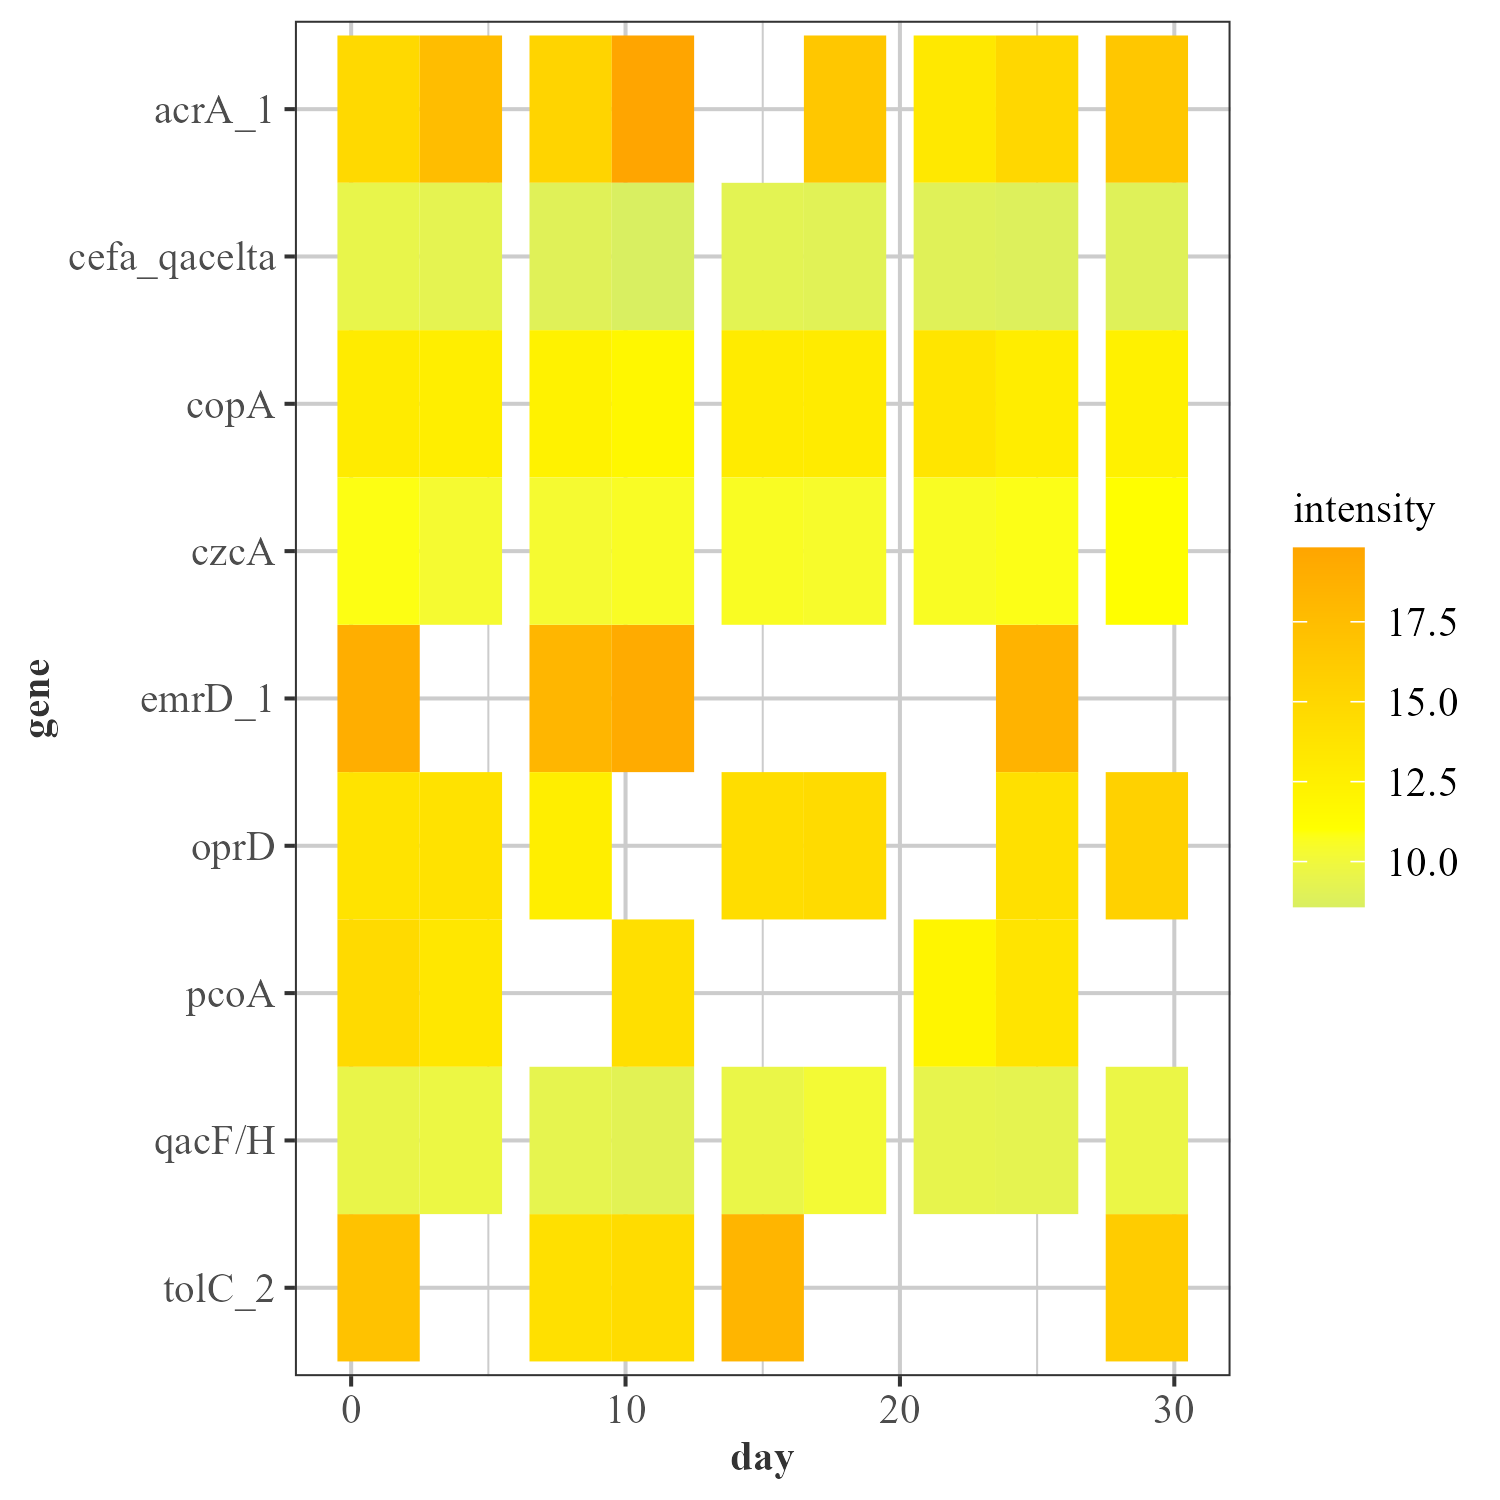 acrA_1
cefa_qacelta
copA
czcA
emrD_1
oprD
pcoA
qacF/H
tolC_2
gene
0 10 20 30
day
intensity
17.5
15.0
12.5
10.0